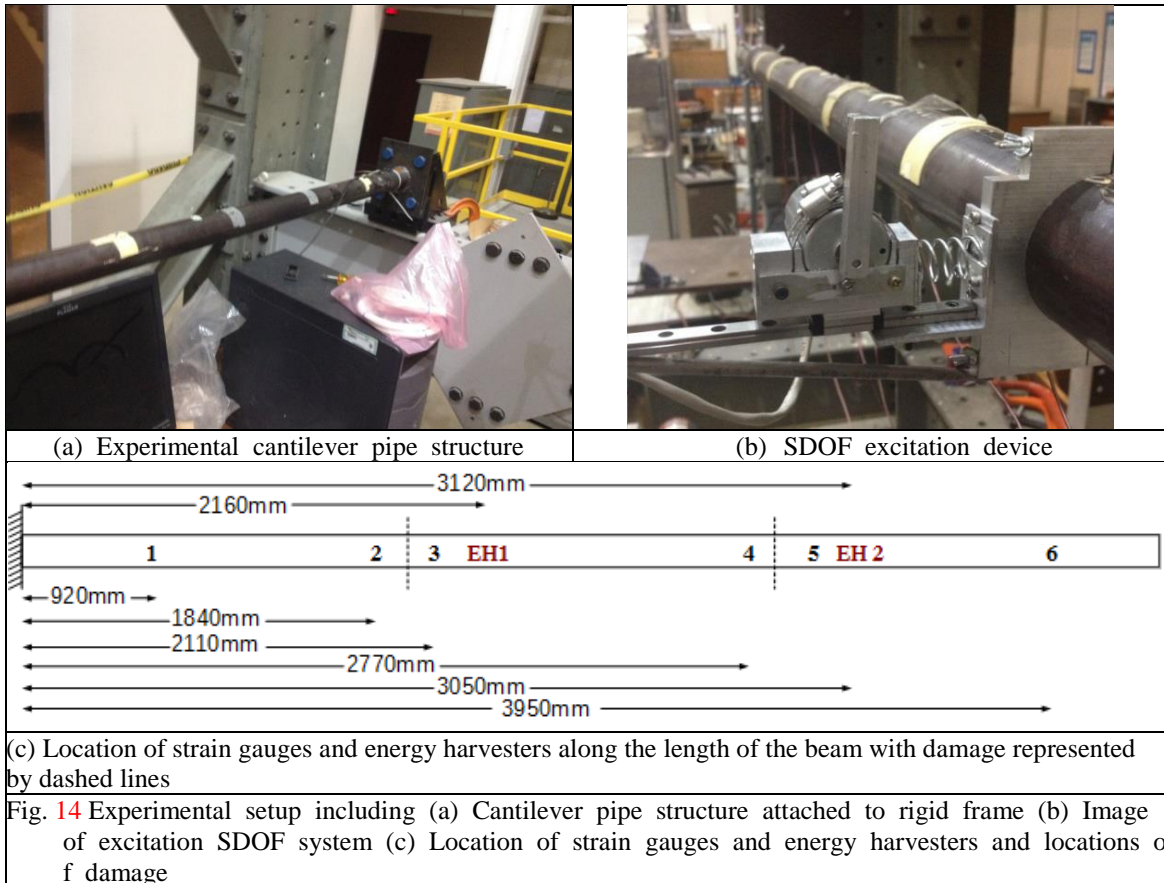 (a) Experimental cantilever pipe structure
(b) SDOF excitation device
3120mm
2160mm
1 2 3 EH1 4 5 EH 2 6
920mm
1840mm
2110mm
2770mm
3050mm
3950mm
(c) Location of strain gauges and energy harvesters along the length of the beam with damage represented
by dashed lines
Fig. 14 Experimental setup including (a) Cantilever pipe structure attached to rigid frame (b) Image
of excitation SDOF system (c) Location of strain gauges and energy harvesters and locations o
f damage